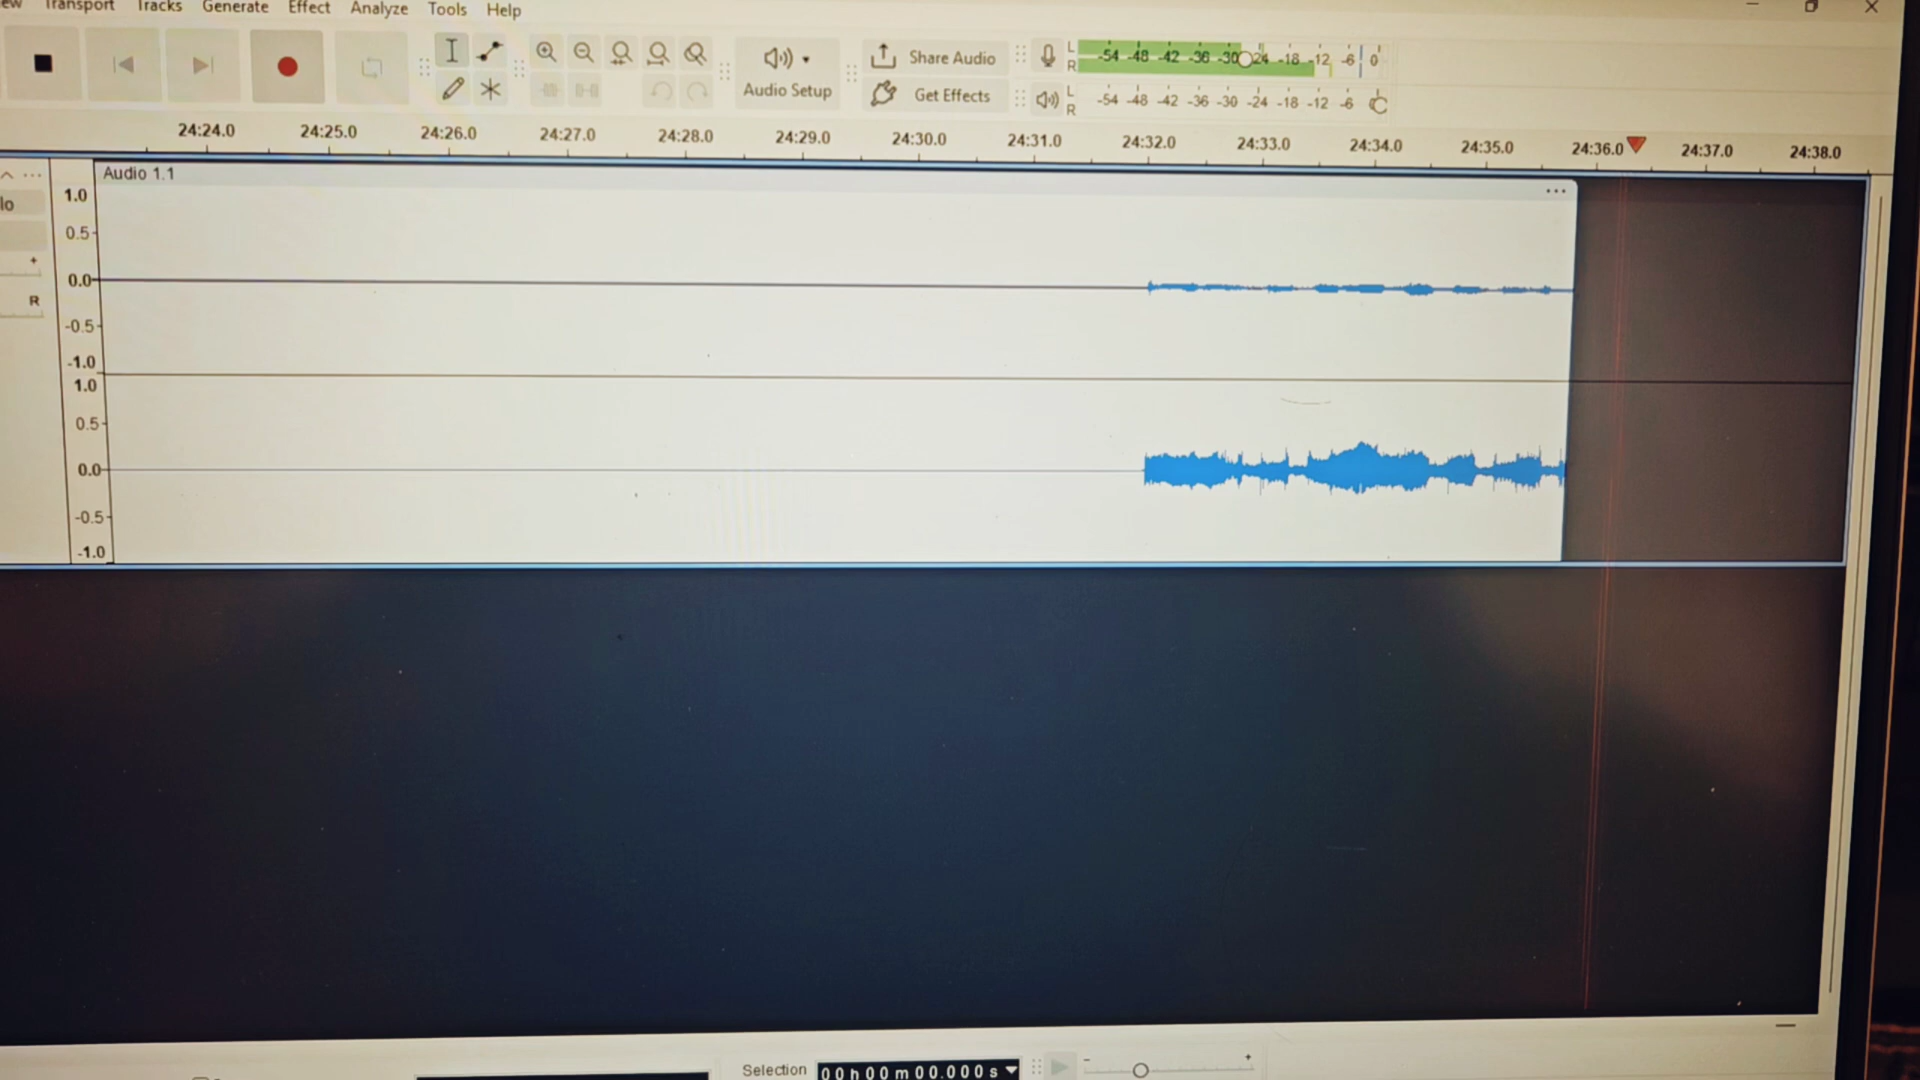 ew Transport Tracks Generate Effect Analyze Tools Help
Audio Setup
Share Audio
Get Effects
L
R
-54 -48 -42 -36 -30 -24 -18 -12 -6 0
L
R
-54 -48 -42 -36 -30 -24 -18 -12 -6
24:24.0 24:25.0 24:26.0 24:27.0 24:28.0 24:29.0 24:30.0 24:31.0 24:32.0 24:33.0 24:34.0 24:35.0 24:36.0 24:37.0 24:38.0
Audio 1.1
lo
+
R
1.0
0.5
0.0
-0.5
-1.0
1.0
0.5
0.0
-0.5
-1.0
Selection
00h00m00.000s
- +